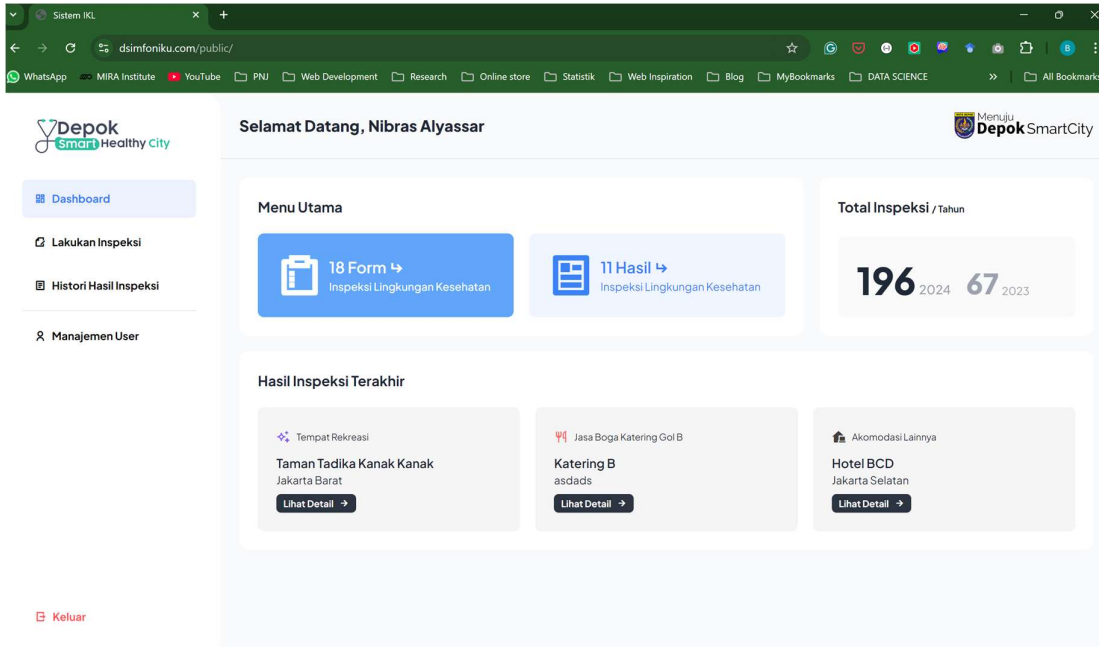 Sistem IKL
dsimfoniku.com/public/
WhatsApp MIRA Institute YouTube PNJ Web Development Research Online store Statistik Web Inspiration Blog MyBookmarks DATA SCIENCE » All Bookmarks
Depok
Smart Healthy City
Selamat Datang, Nibras Alyassar
Menuju
Depok SmartCity
Dashboard
Lakukan Inspeksi
Histori Hasil Inspeksi
Manajemen User
Keluar
Menu Utama
18 Form
Inspeksi Lingkungan Kesehatan
11 Hasil
Inspeksi Lingkungan Kesehatan
Total Inspeksi / Tahun
196 2024 67 2023
Hasil Inspeksi Terakhir
Tempat Rekreasi
Taman Tadika Kanak Kanak
Jakarta Barat
Lihat Detail →
Jasa Boga Katering Gol B
Katering B
asdads
Lihat Detail →
Akomodasi Lainnya
Hotel BCD
Jakarta Selatan
Lihat Detail →